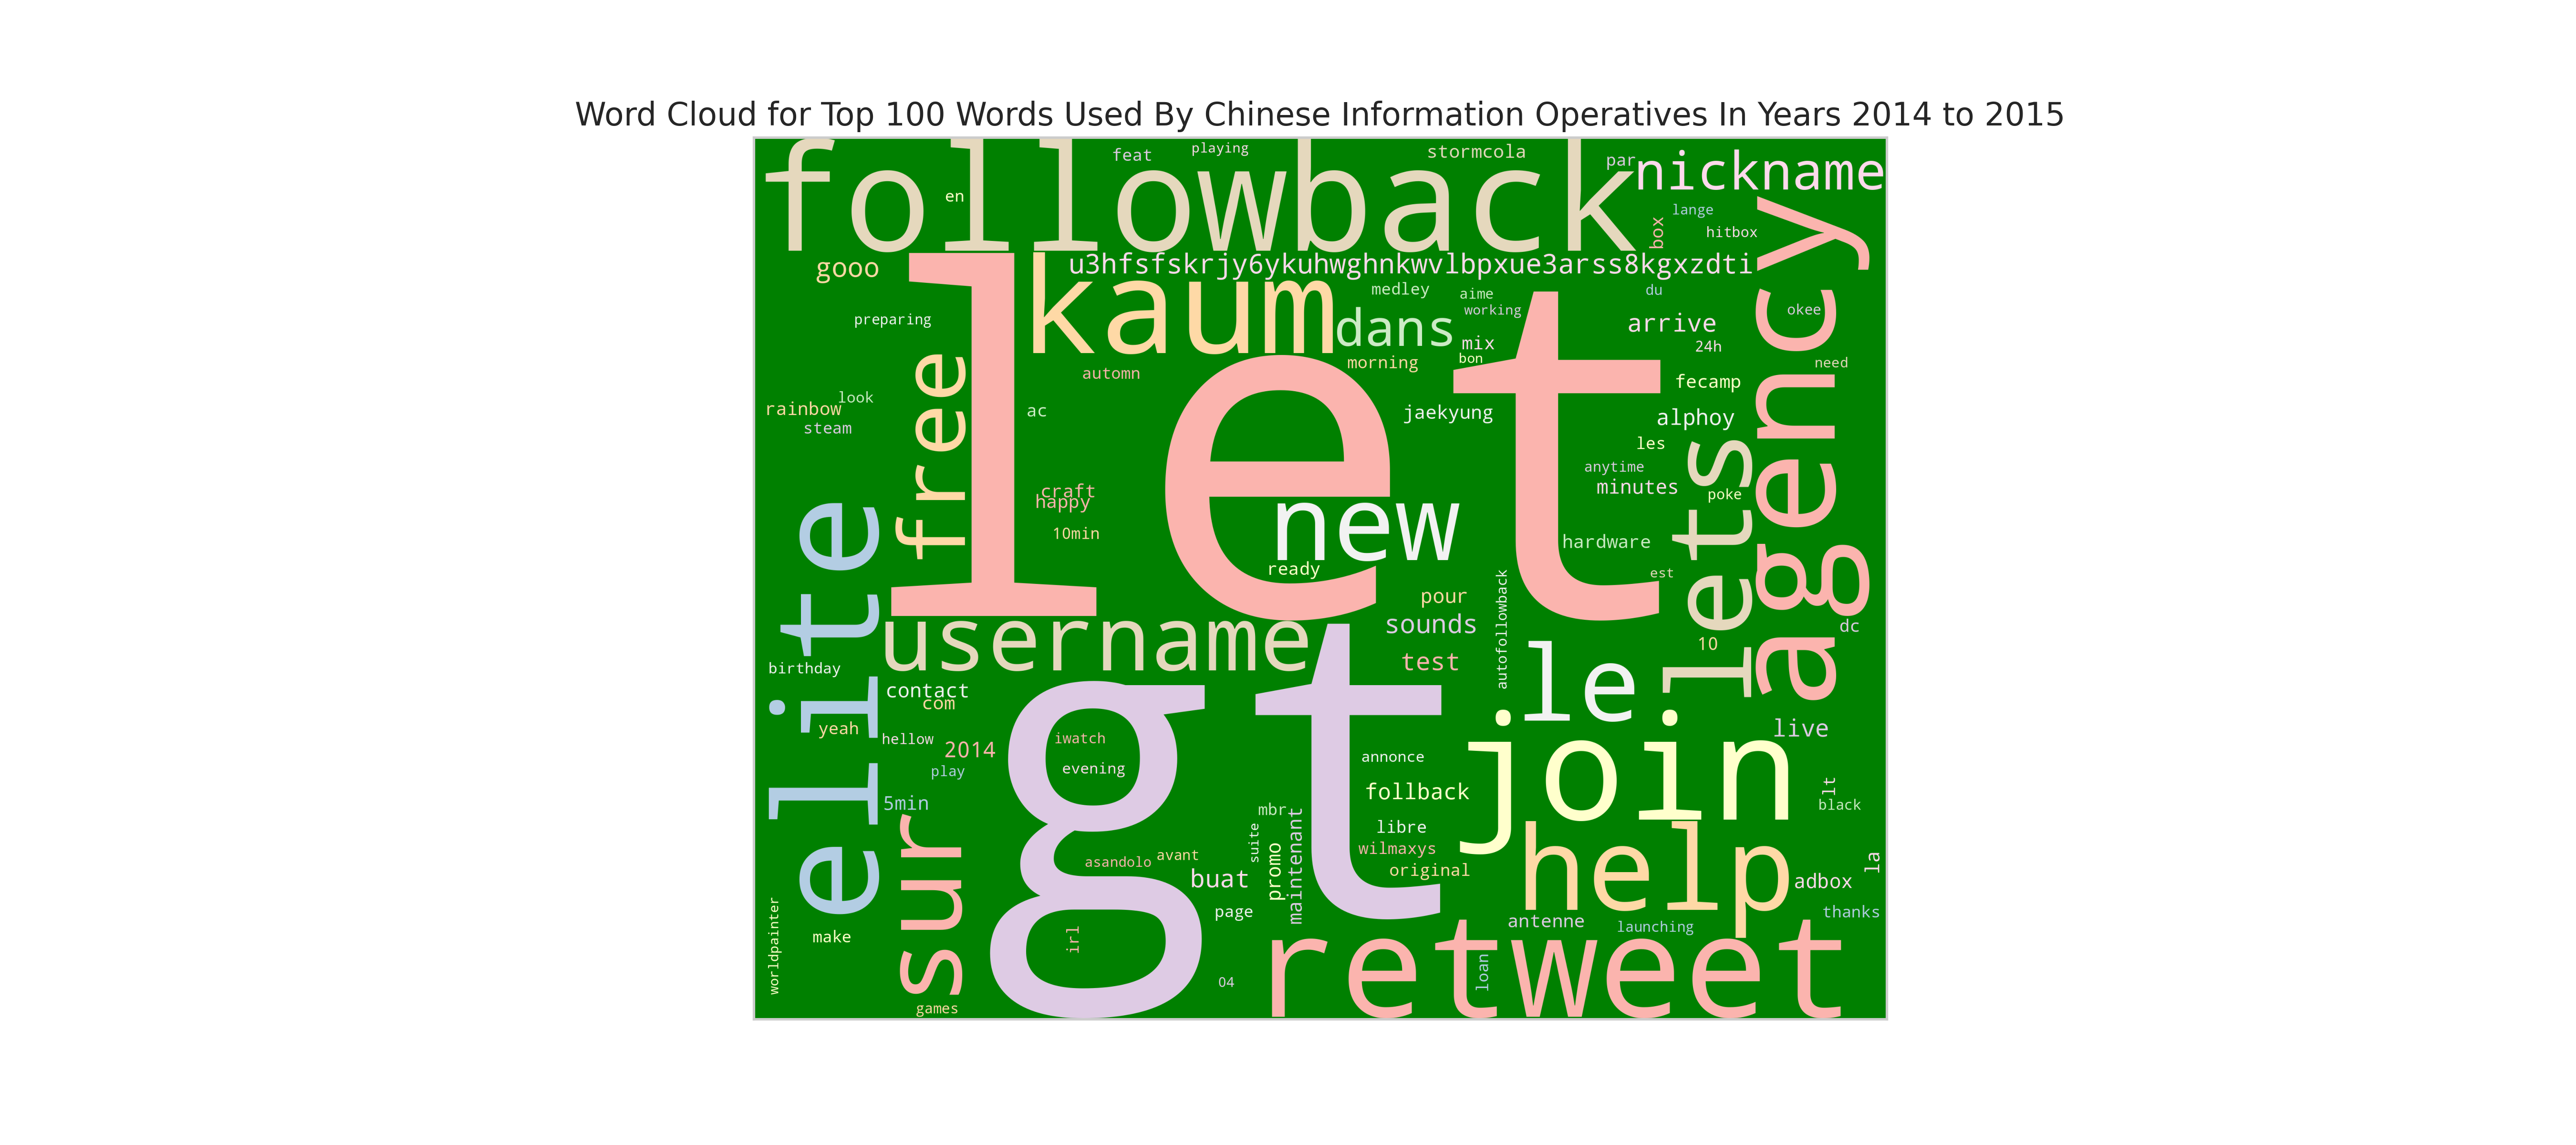 Word Cloud for Top 100 Words Used By Chinese Information Operatives In Years 2014 to 2015
followback
feat
playing
stormcola
par
nickname
en
box
lange
hitbox
gooo
u3hfsfskrjy6ykuhwghnkwvlbpxue3arss8kgxzdti
kaum
medley
aime
working
du
okee
preparing
dans
mix
arrive
24h
agency
let
free
automn
morning
bon
need
fecamp
look
rainbow
steam
ac
jaekyung
alphoy
les
lets
anytime
minutes
poke
craft
happy
10min
new
hardware
elite
ready
est
pour
autofollowback
username
sounds
dc
10
test
le
birthday
contact
com
yeah
hellow
2014
iwatch
gt
annonce
join
live
play
evening
5min
follback
lt
black
sur
mbr
suite
promo
maintenant
libre
wilmaxys
help
asandolo
avant
original
buat
adbox
la
worldpainter
make
page
antenne
launching
thanks
irl
retweet
loan
04
games